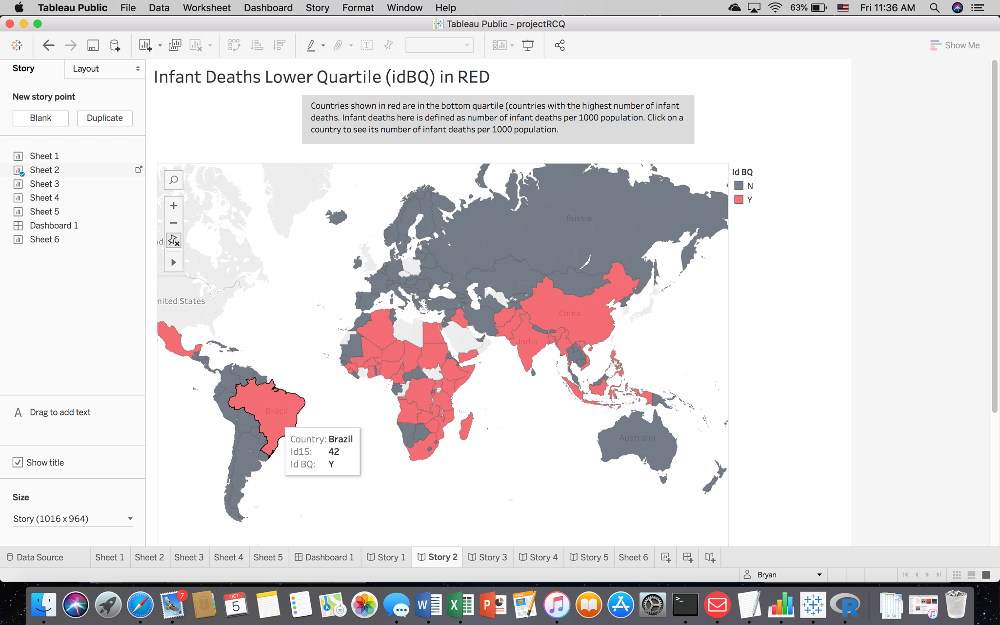 Tableau Public File Data Worksheet Dashboard Story Format Window Help 63% Fri 11:36 AM
Tableau Public - projectRCQ
Show Me
Story Layout
Infant Deaths Lower Quartile (idBQ) in RED
New story point
Blank Duplicate
Countries shown in red are in the bottom quartile (countries with the highest number of infant
deaths. Infant deaths here is defined as number of infant deaths per 1000 population. Click on a
country to see its number of infant deaths per 1000 population.
Sheet 1
Sheet 2
Sheet 3
Sheet 4
Sheet 5
Dashboard 1
Sheet 6
Id BQ
N
Y
Russia
nited States
China
India
Brazil
Australia
Country: Brazil
Id15: 42
Id BQ: Y
A Drag to add text
Show title
Size
Story (1016 x 964)
Data Source Sheet 1 Sheet 2 Sheet 3 Sheet 4 Sheet 5 Dashboard 1 Story 1 Story 2 Story 3 Story 4 Story 5 Sheet 6
Bryan
7
OCT
5
3D
W
X
P
PAGES
>_
R
XLSX